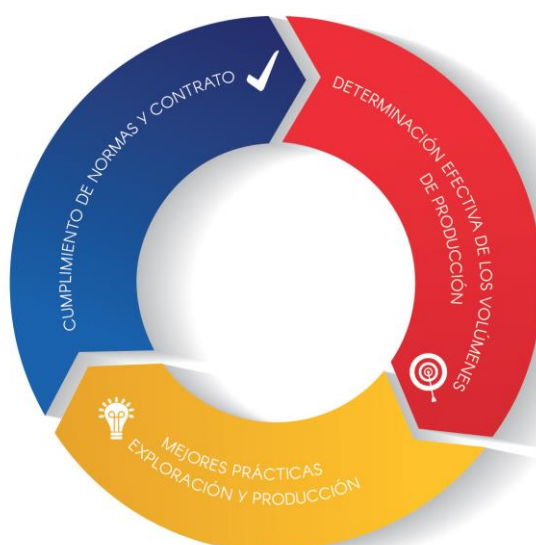 CUMPLIMIENTO DE NORMAS Y CONTRATO
DETERMINACIÓN EFECTIVA DE LOS VOLÚMENES
DE PRODUCCIÓN
MEJORES PRÁCTICAS
EXPLORACIÓN Y PRODUCCIÓN